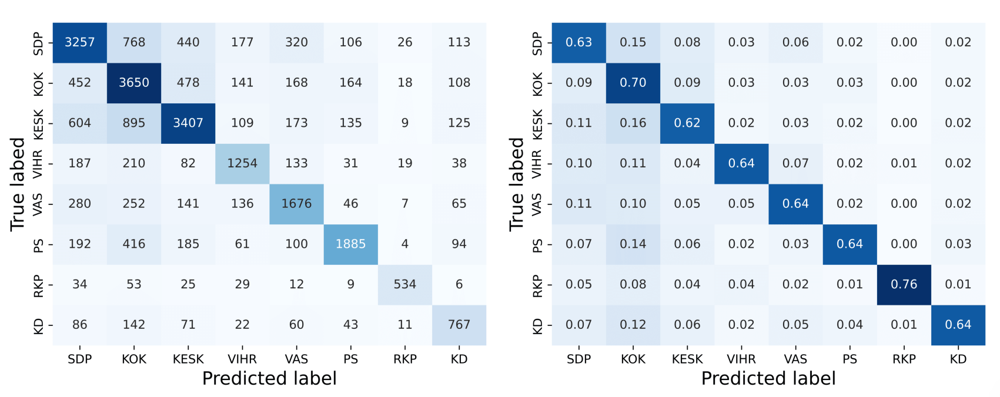 SDP 3257 768 440 177 320 106 26 113
KOK 452 3650 478 141 168 164 18 108
KESK 604 895 3407 109 173 135 9 125
VIHR 187 210 82 1254 133 31 19 38
VAS 280 252 141 136 1676 46 7 65
PS 192 416 185 61 100 1885 4 94
RKP 34 53 25 29 12 9 534 6
KD 86 142 71 22 60 43 11 767
SDP KOK KESK VIHR VAS PS RKP KD
Predicted label
True labed
SDP 0.63 0.15 0.08 0.03 0.06 0.02 0.00 0.02
KOK 0.09 0.70 0.09 0.03 0.03 0.03 0.00 0.02
KESK 0.11 0.16 0.62 0.02 0.03 0.02 0.00 0.02
VIHR 0.10 0.11 0.04 0.64 0.07 0.02 0.01 0.02
VAS 0.11 0.10 0.05 0.05 0.64 0.02 0.00 0.02
PS 0.07 0.14 0.06 0.02 0.03 0.64 0.00 0.03
RKP 0.05 0.08 0.04 0.04 0.02 0.01 0.76 0.01
KD 0.07 0.12 0.06 0.02 0.05 0.04 0.01 0.64
SDP KOK KESK VIHR VAS PS RKP KD
Predicted label
True labed